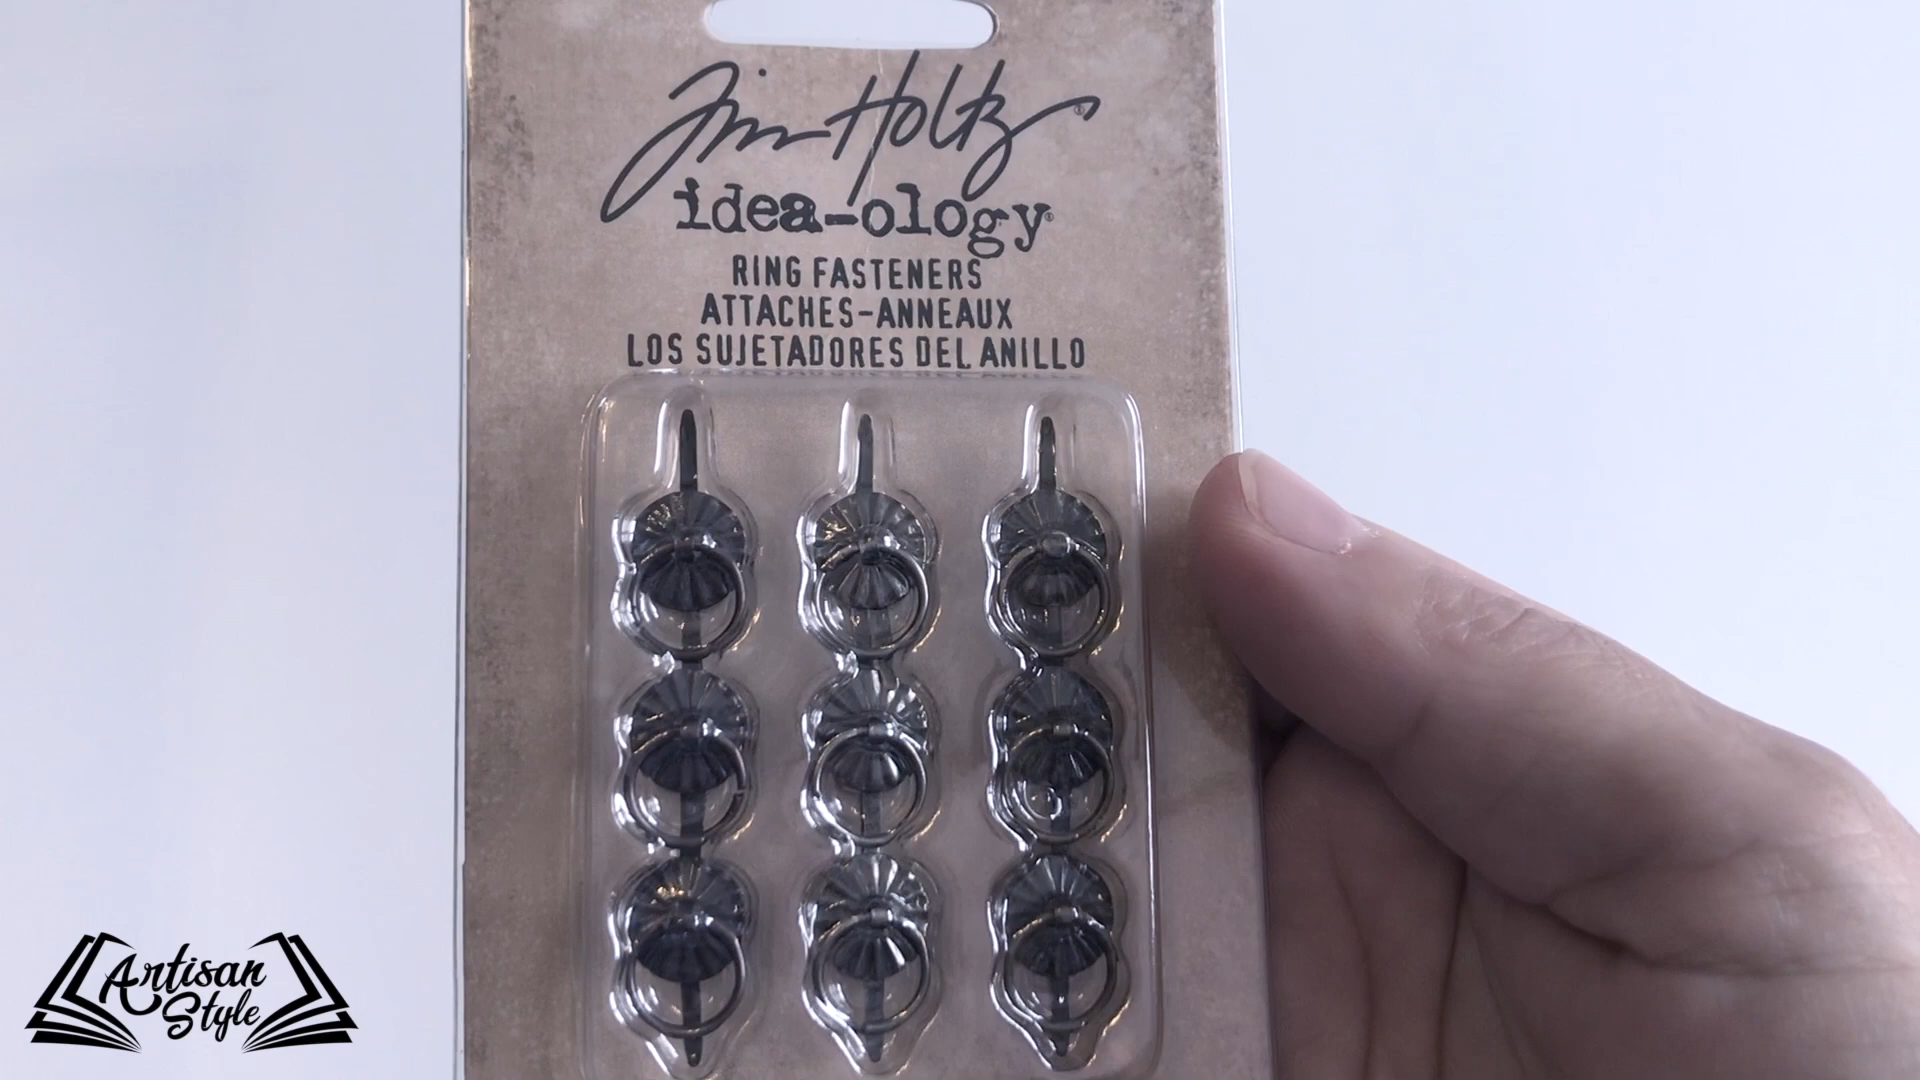 Tim Holtz®
idea-ology®
RING FASTENERS
ATTACHES-ANNEAUX
LOS SUJETADORES DEL ANILLO
Artisan
Style